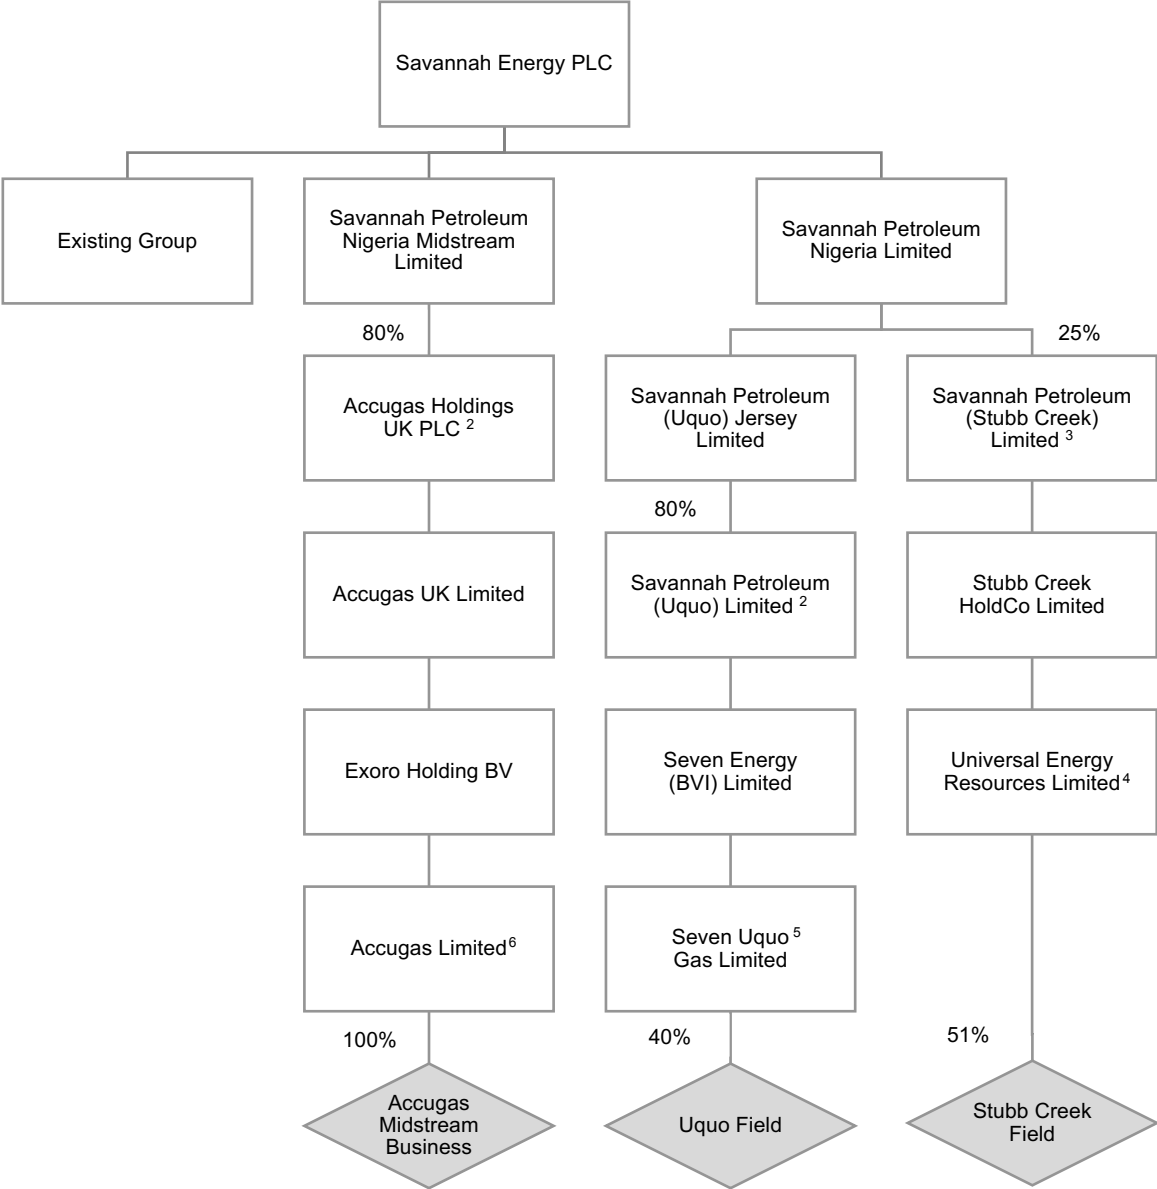 Savannah Energy PLC
Existing Group
Savannah Petroleum
Nigeria Midstream
Limited
Savannah Petroleum
Nigeria Limited
80%
25%
Accugas Holdings
UK PLC 2
Savannah Petroleum
(Uquo) Jersey
Limited
Savannah Petroleum
(Stubb Creek)
Limited 3
80%
Accugas UK Limited
Savannah Petroleum
(Uquo) Limited 2
Stubb Creek
HoldCo Limited
Exoro Holding BV
Seven Energy
(BVI) Limited
Universal Energy
Resources Limited 4
Accugas Limited 6
Seven Uquo 5
Gas Limited
100%
40%
51%
Accugas
Midstream
Business
Uquo Field
Stubb Creek
Field